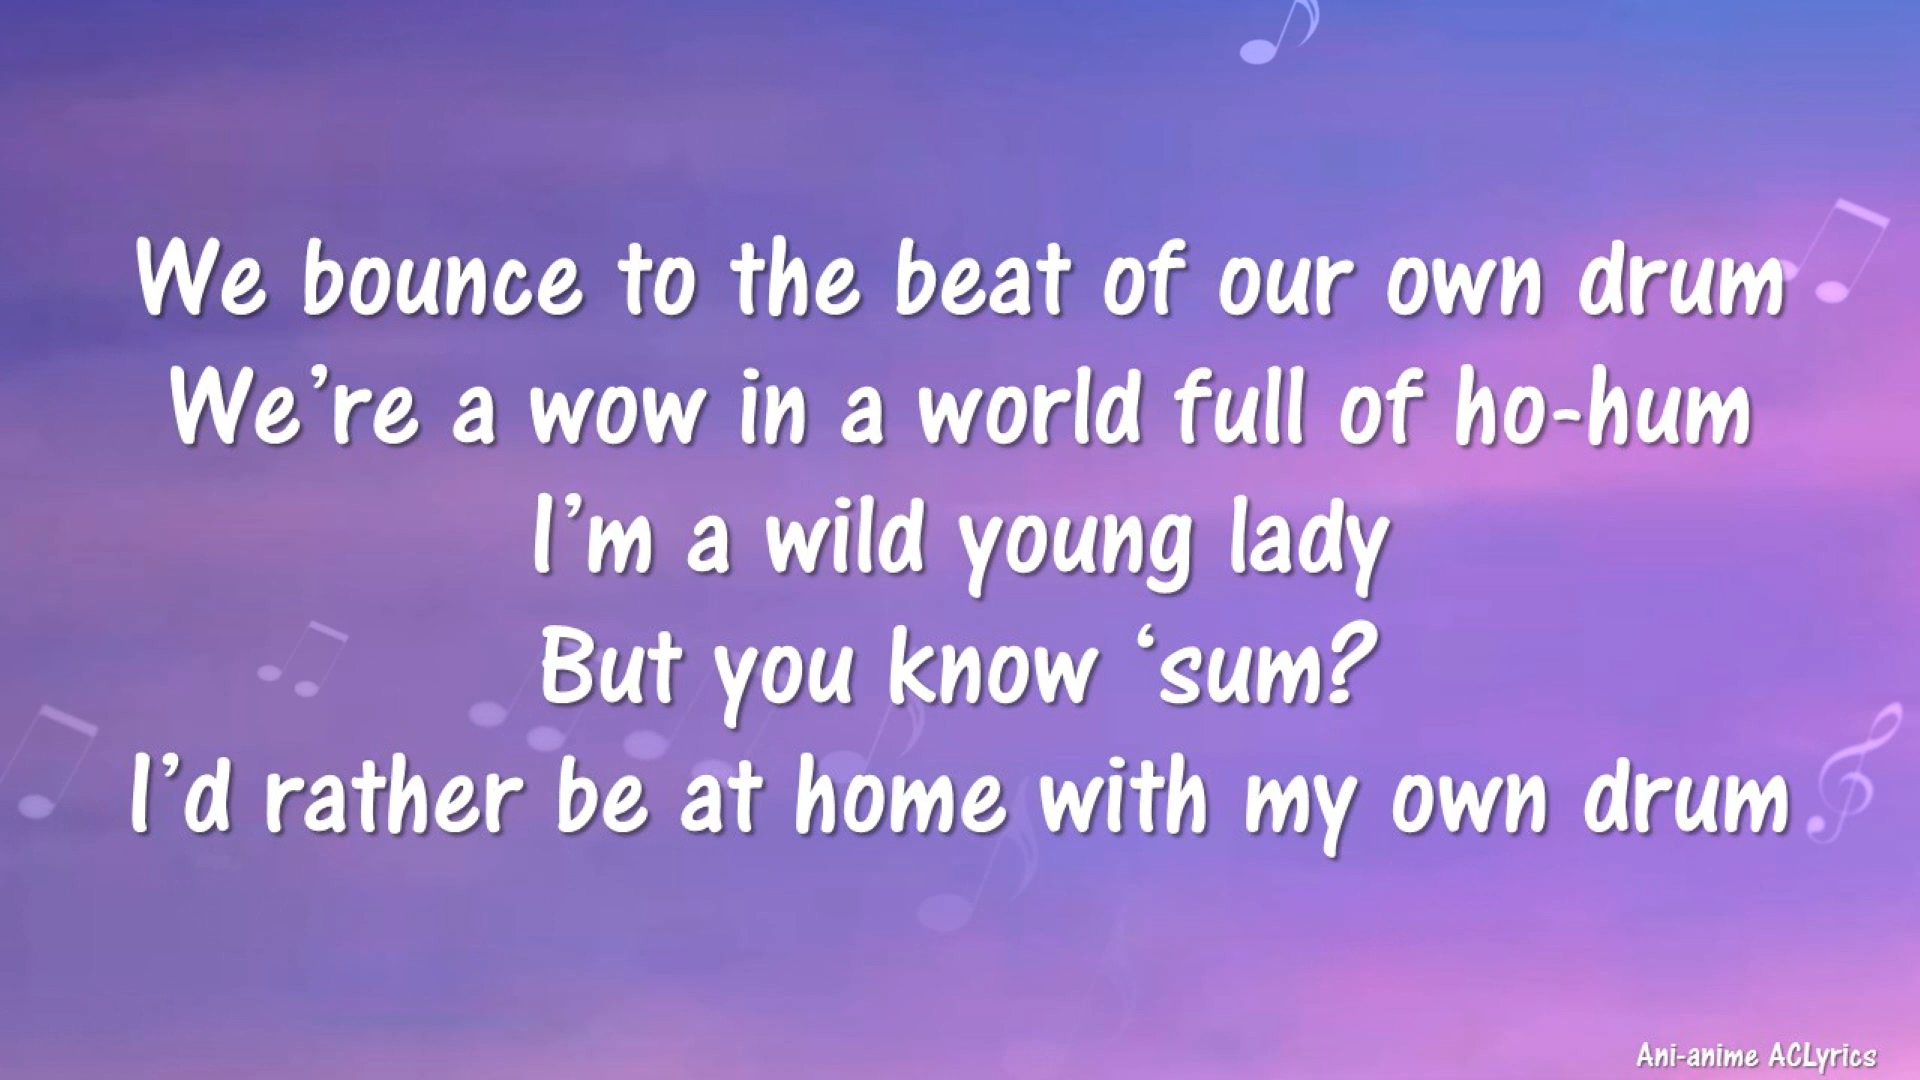 We bounce to the beat of our own drum
We're a wow in a world full of ho-hum
I'm a wild young lady
But you know ‘sum?
I'd rather be at home with my own drum
Ani-anime ACLyrics